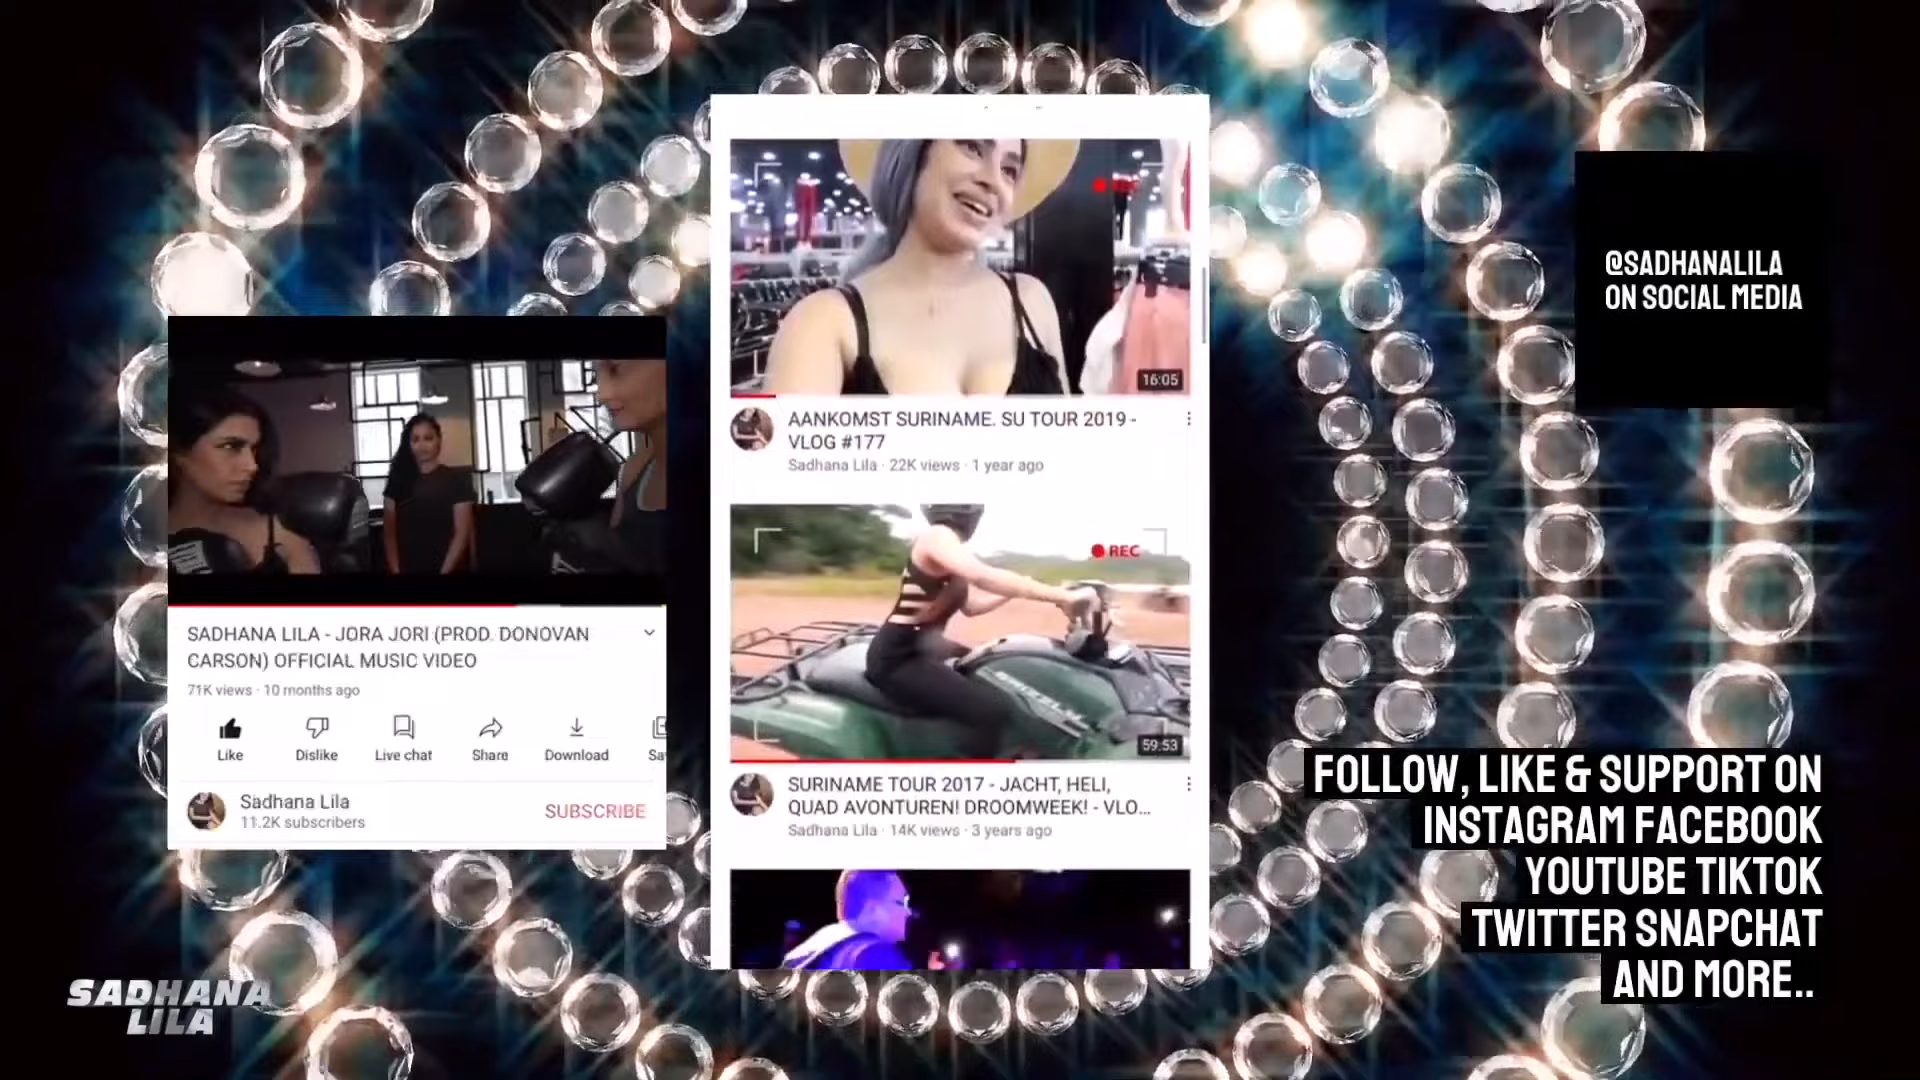 REC
16:05
AANKOMST SURINAME. SU TOUR 2019 -
VLOG #177
Sadhana Lila · 22K views · 1 year ago
REC
59:53
SURINAME TOUR 2017 - JACHT, HELI,
QUAD AVONTUREN! DROOMWEEK! - VLO...
Sadhana Lila · 14K views · 3 years ago
SADHANA LILA - JORA JORI (PROD. DONOVAN
CARSON) OFFICIAL MUSIC VIDEO
71K views · 10 months ago
Like Dislike Live chat Share Download
Sadhana Lila
11.2K subscribers
SUBSCRIBE
@SADHANALILA
ON SOCIAL MEDIA
FOLLOW, LIKE & SUPPORT ON
INSTAGRAM FACEBOOK
YOUTUBE TIKTOK
TWITTER SNAPCHAT
AND MORE..
SADHANA
LILA